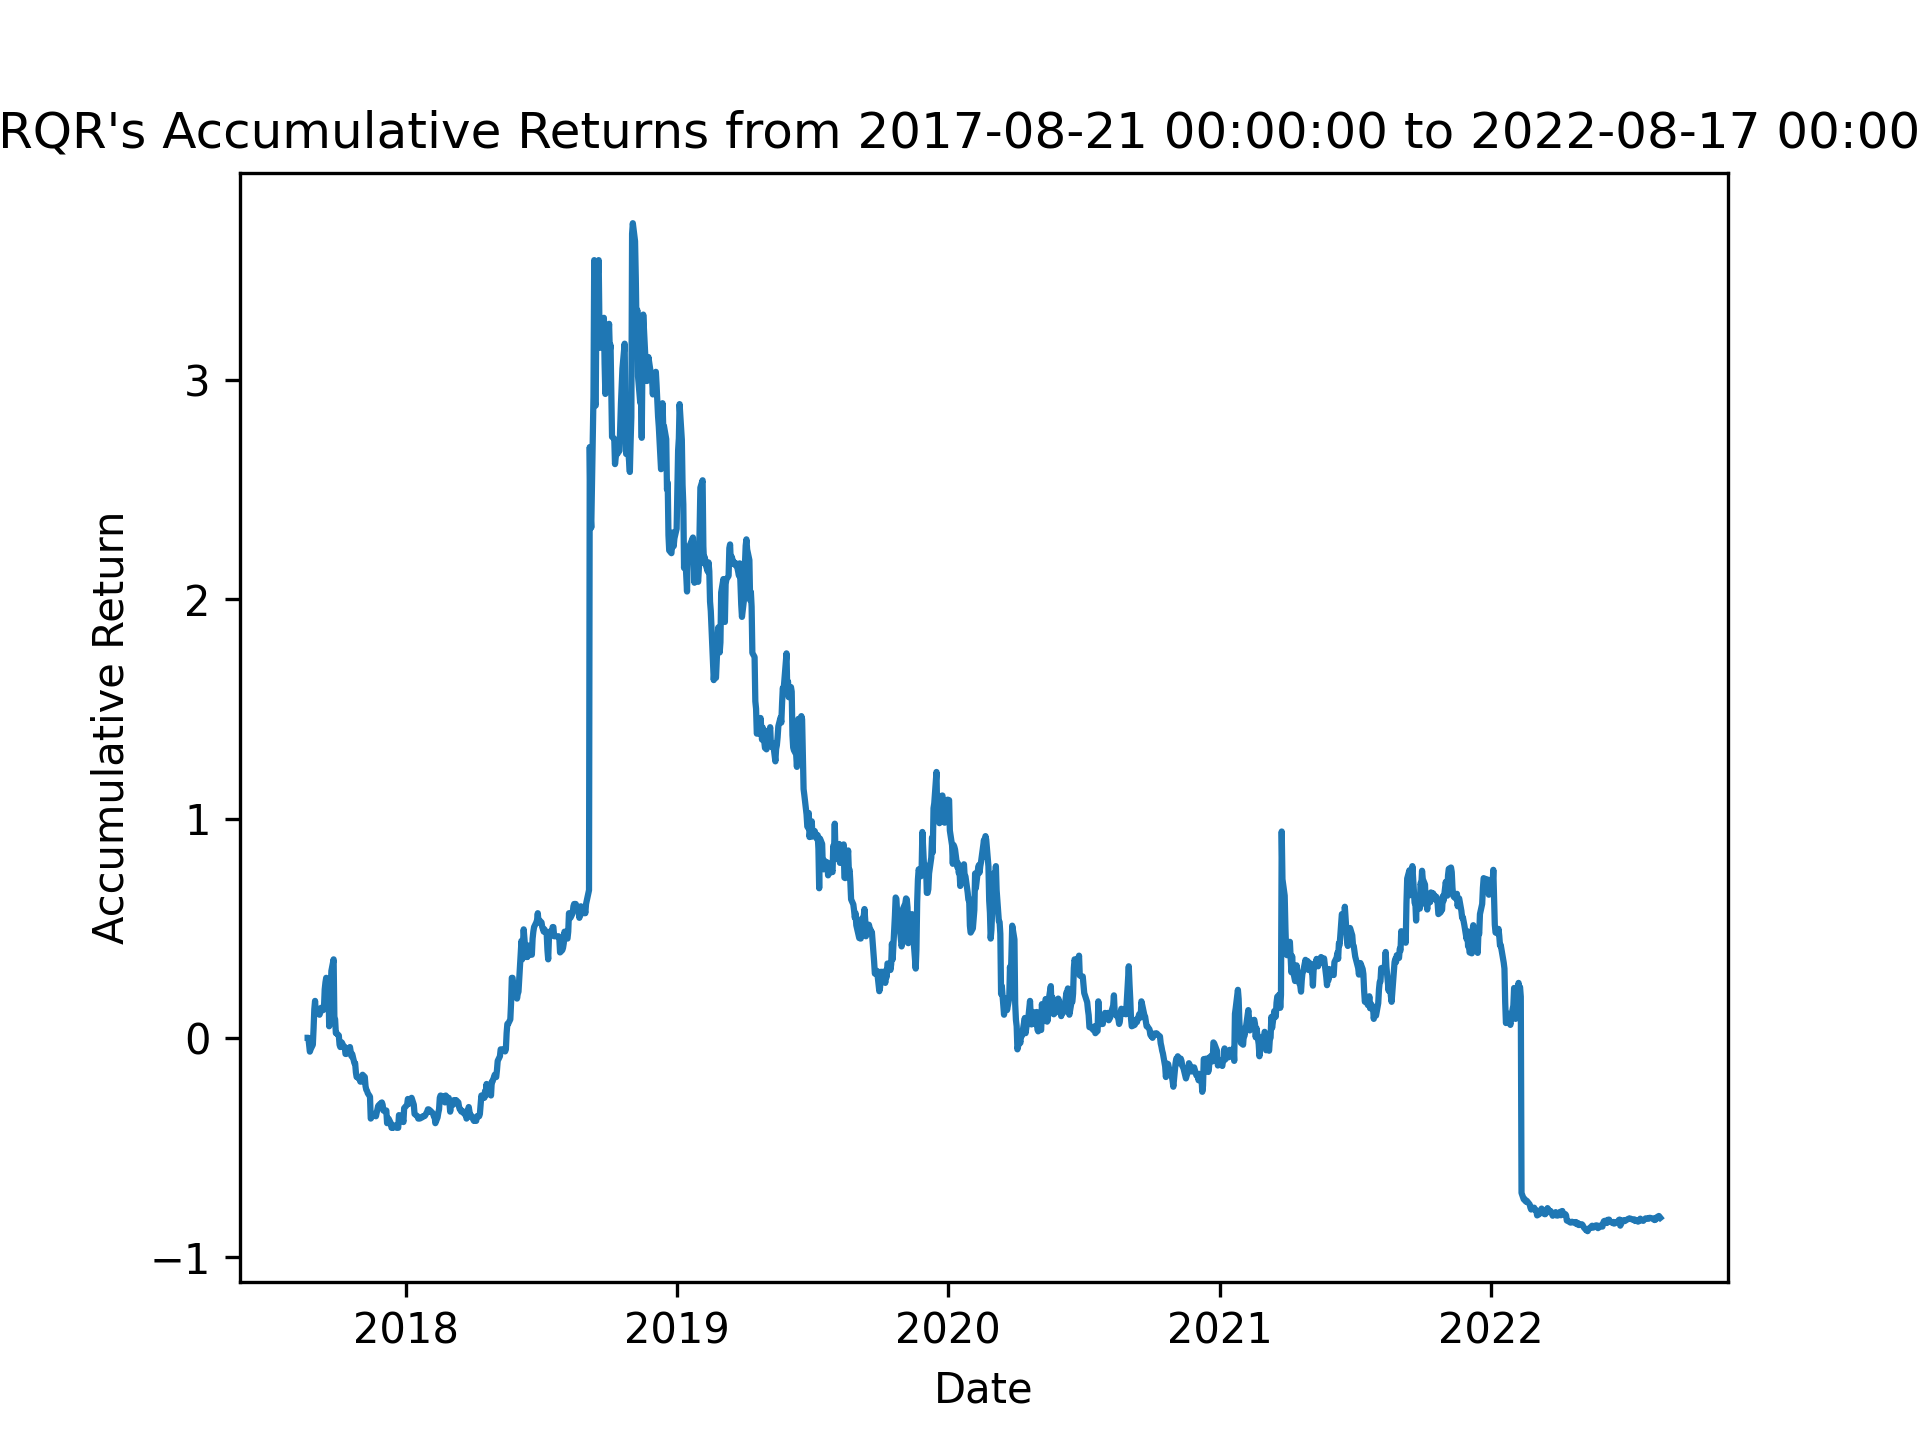 RQR's Accumulative Returns from 2017-08-21 00:00:00 to 2022-08-17 00:00
Accumulative Return
3
2
1
0
−1
2018 2019 2020 2021 2022
Date